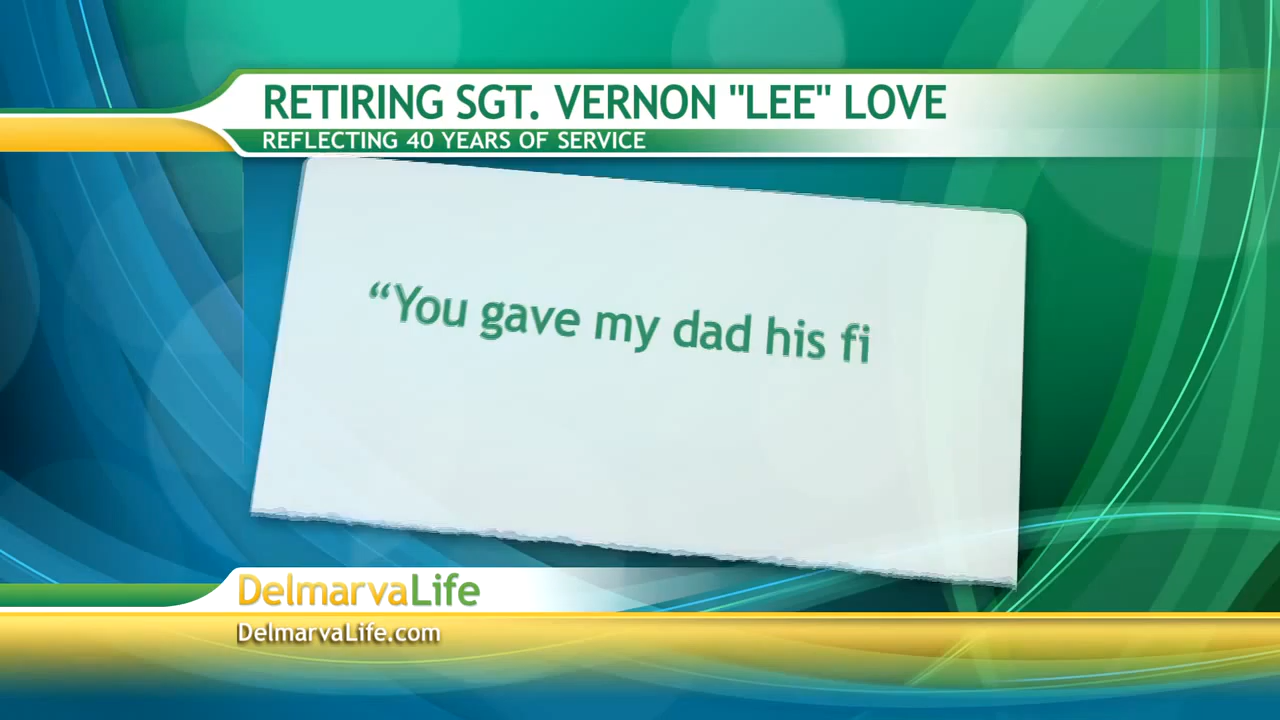 RETIRING SGT. VERNON "LEE" LOVE
REFLECTING 40 YEARS OF SERVICE
“You gave my dad his fi
DelmarvaLife
DelmarvaLife.com